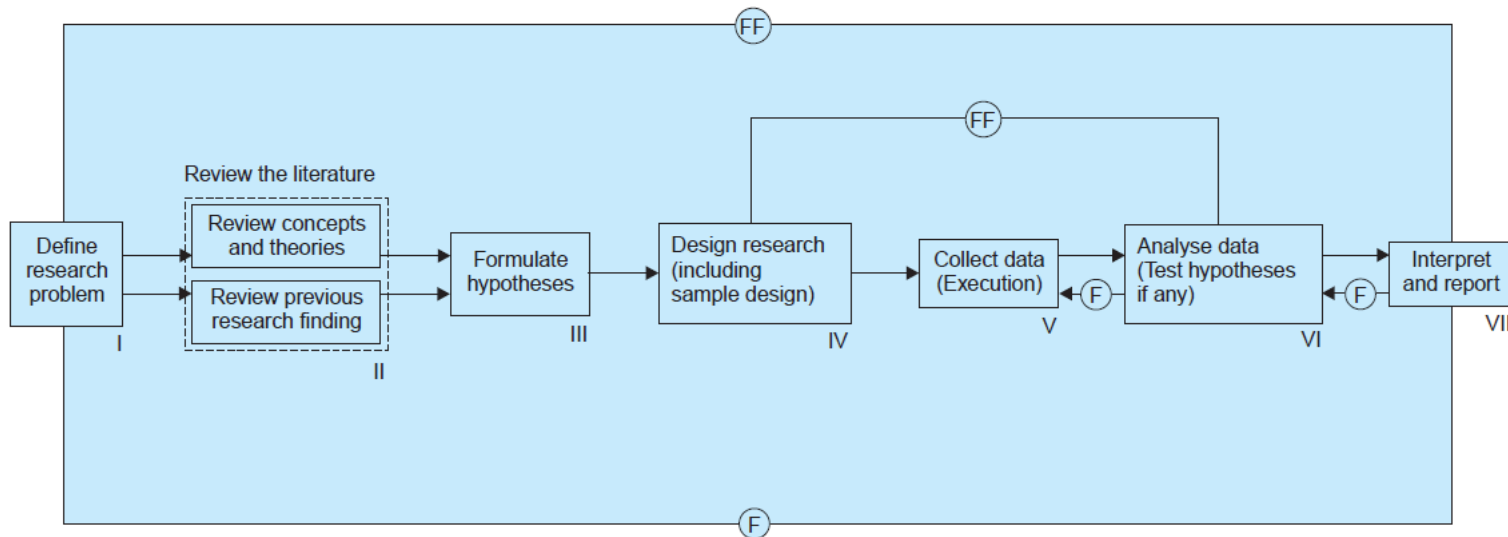 FF
FF
Review the literature
Define
research
problem
I
Review concepts
and theories
Review previous
research finding
II
Formulate
hypotheses
III
Design research
(including
sample design)
IV
Collect data
(Execution)
V
F
Analyse data
(Test hypotheses
if any)
VI
F
Interpret
and report
VII
F